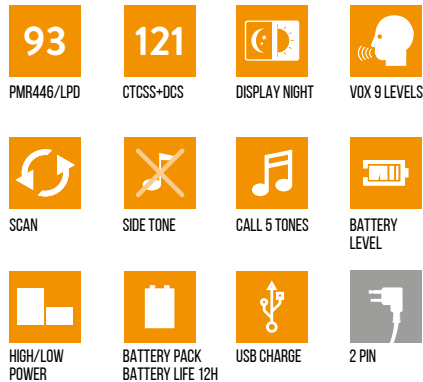 93
121
PMR446/LPD
CTCSS+DCS
DISPLAY NIGHT
VOX 9 LEVELS
SCAN
SIDE TONE
CALL 5 TONES
BATTERY
LEVEL
HIGH/LOW
POWER
BATTERY PACK
BATTERY LIFE 12H
USB CHARGE
2 PIN